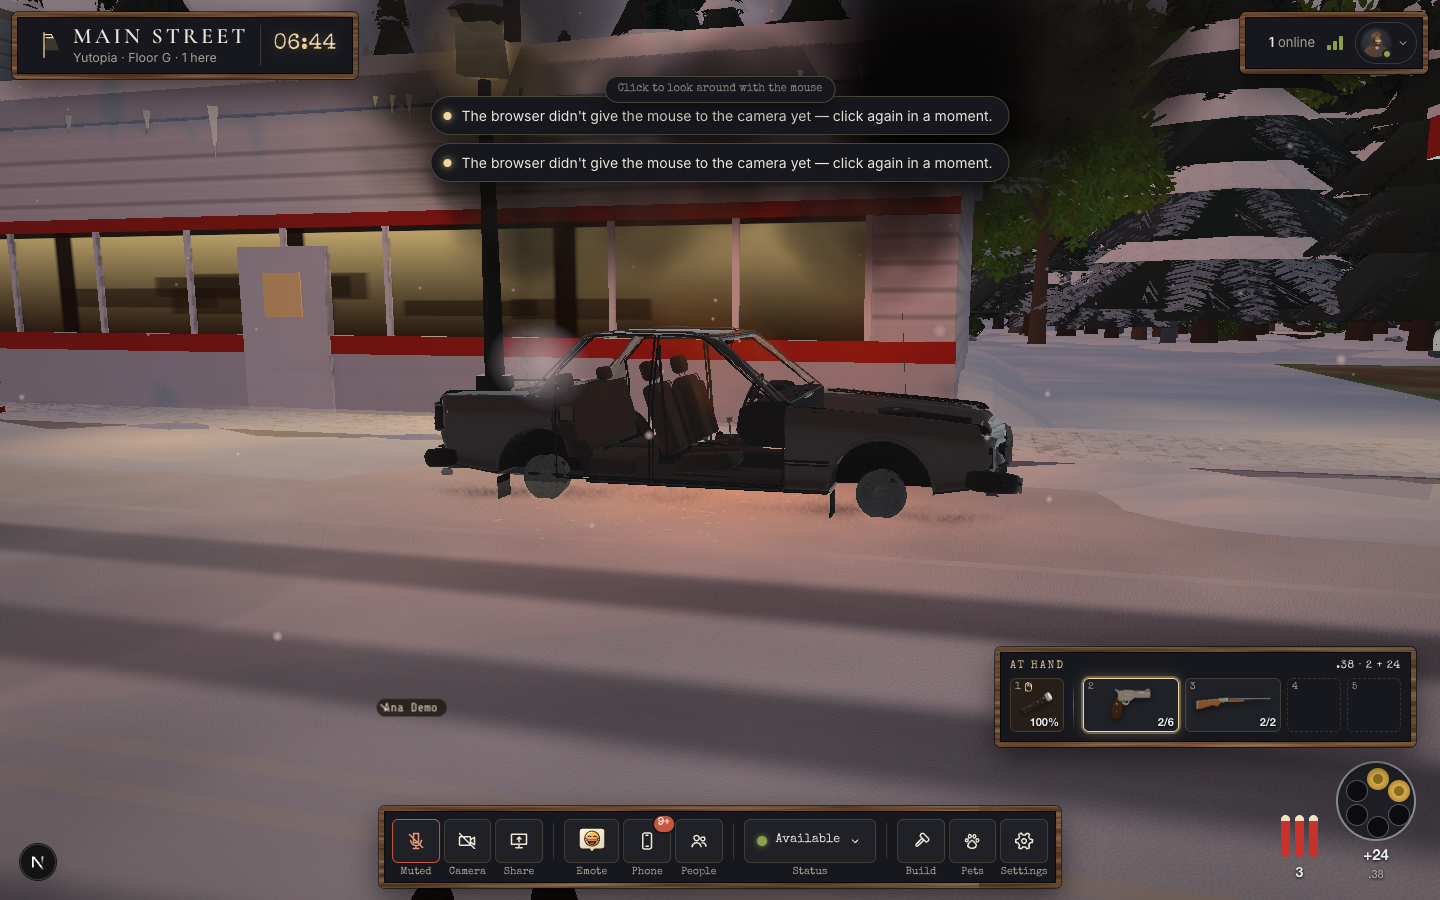 MAIN STREET
Yutopia · Floor G · 1 here
06:44
1 online
Click to look around with the mouse
The browser didn't give the mouse to the camera yet — click again in a moment.
The browser didn't give the mouse to the camera yet — click again in a moment.
Ana Demo
AT HAND
.38 · 2 + 24
1
100%
2
2/6
3
2/2
4
5
3
+24
.38
9+
Available
Muted
Camera
Share
Emote
Phone
People
Status
Build
Pets
Settings
N